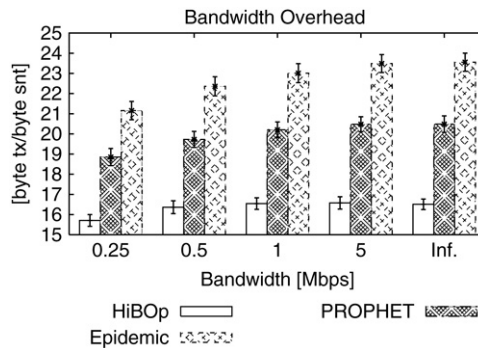 Bandwidth Overhead
[byte tx/byte snt]
24
23
22
21
20
19
18
17
16
15
0.25 0.5 1 5 Inf.
Bandwidth [Mbps]
HiBOp PROPHET
Epidemic